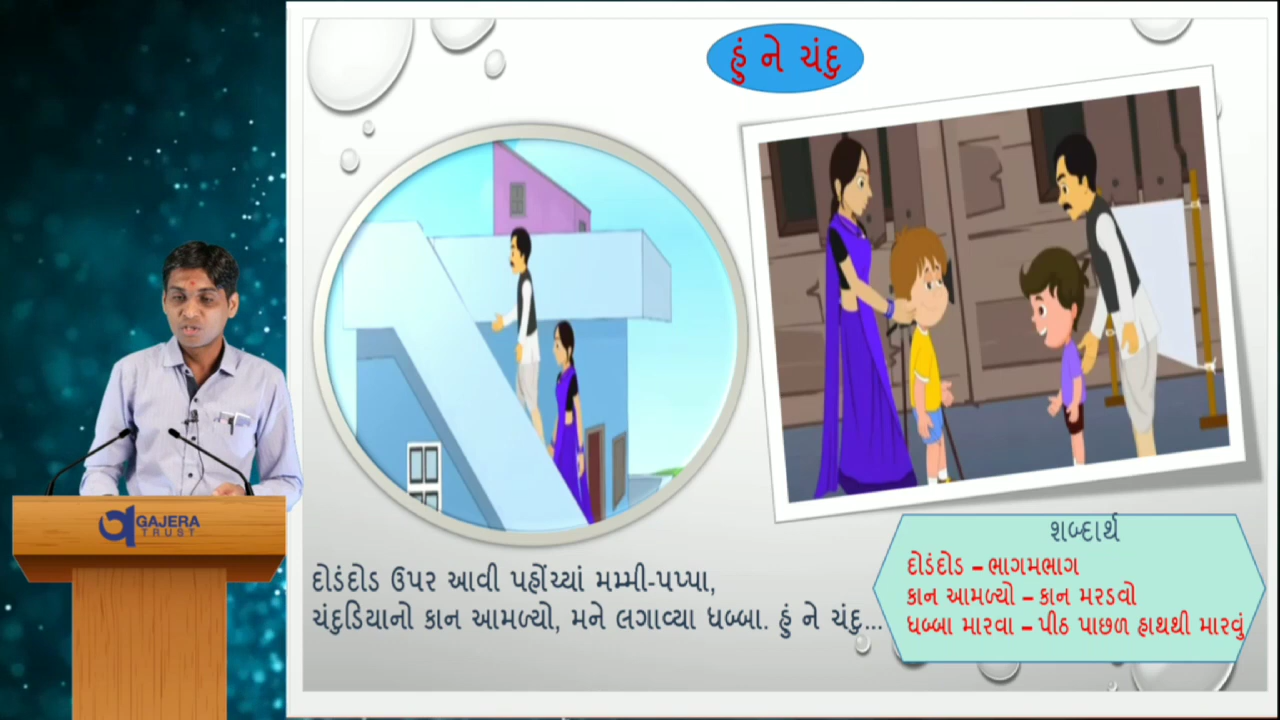 હું ને ચંદુ
દોડંદોડ ઉપર આવી પહોંચ્યાં મમ્મી-પપ્પા,
ચંદુડિયાનો કાન આમળ્યો, મને લગાવ્યા ધબ્બા. હું ને ચંદુ...
શબ્દાર્થ
દોડંદોડ – ભાગમભાગ
કાન આમળ્યો – કાન મરડવો
ધબ્બા મારવા – પીઠ પાછળ હાથથી મારવું
GAJERA
TRUST